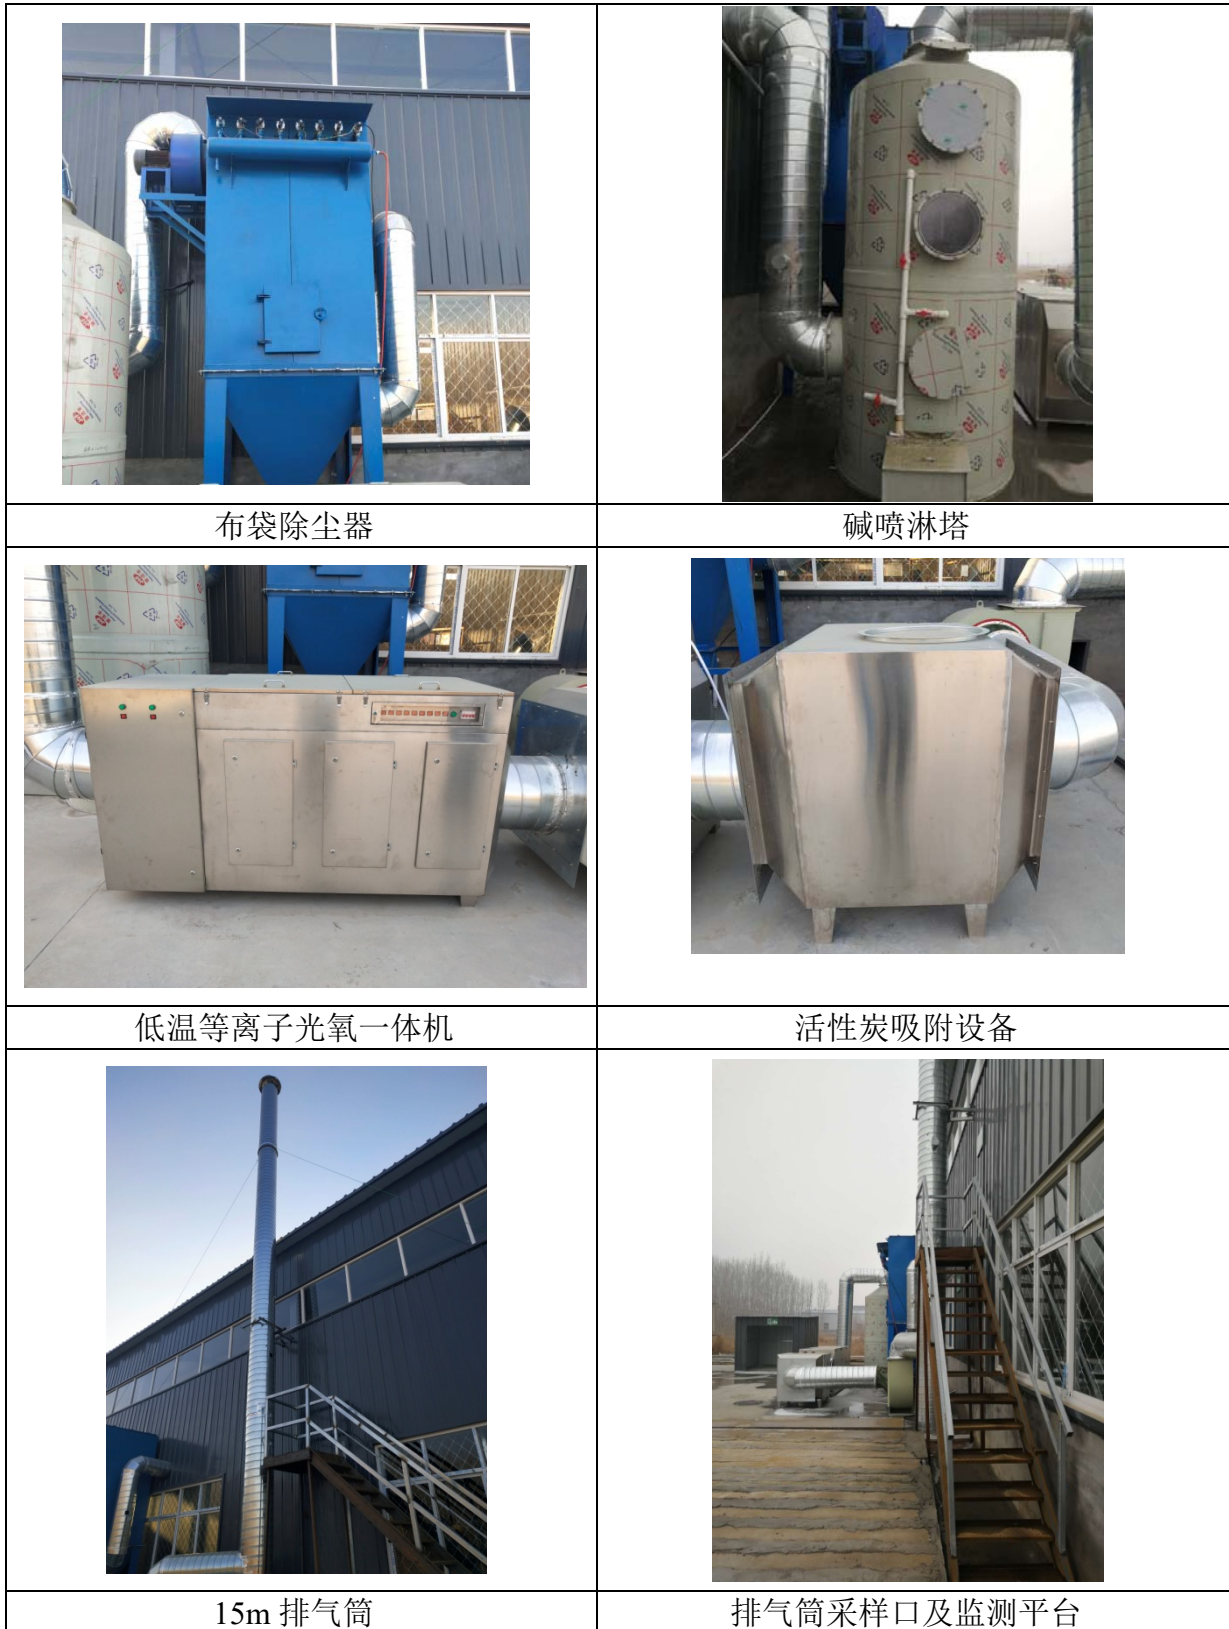 布袋除尘器
碱喷淋塔
低温等离子光氧一体机
活性炭吸附设备
15m 排气筒
排气筒采样口及监测平台